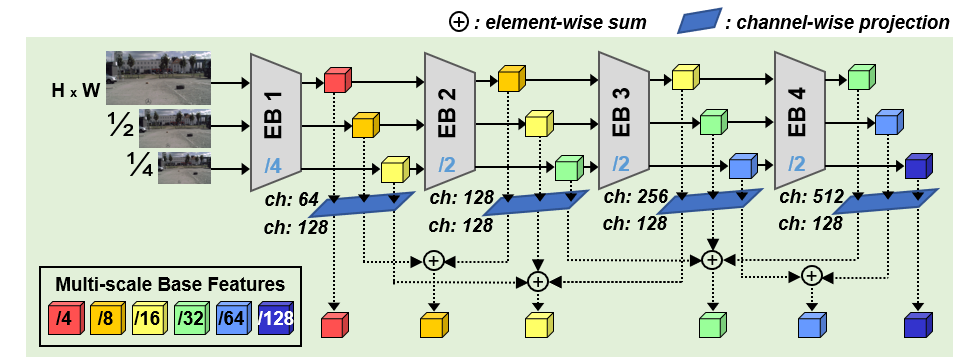 + : element-wise sum : channel-wise projection
H x W
½
¼
EB 1
/4
EB 2
/2
EB 3
/2
EB 4
/2
ch: 64
ch: 128
ch: 128
ch: 128
ch: 256
ch: 128
ch: 512
ch: 128
+
+
+
+
Multi-scale Base Features
/4 /8 /16 /32 /64 /128